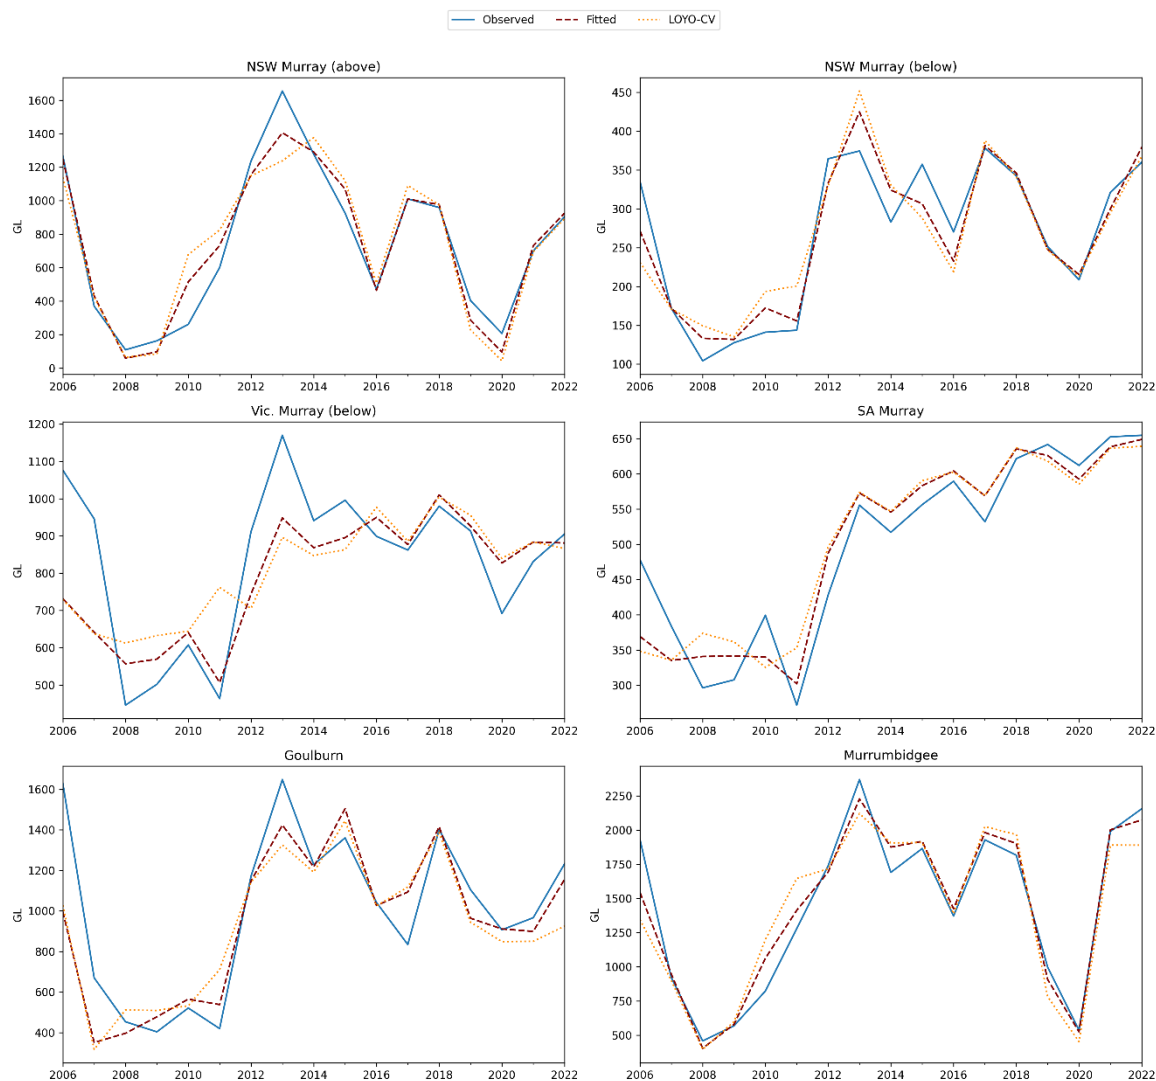 Observed Fitted LOYO-CV
NSW Murray (above)
GL
1600
1400
1200
1000
800
600
400
200
0
2006 2008 2010 2012 2014 2016 2018 2020 2022
NSW Murray (below)
GL
450
400
350
300
250
200
150
100
2006 2008 2010 2012 2014 2016 2018 2020 2022
Vic. Murray (below)
GL
1200
1100
1000
900
800
700
600
500
2006 2008 2010 2012 2014 2016 2018 2020 2022
SA Murray
GL
650
600
550
500
450
400
350
300
2006 2008 2010 2012 2014 2016 2018 2020 2022
Goulburn
GL
1600
1400
1200
1000
800
600
400
2006 2008 2010 2012 2014 2016 2018 2020 2022
Murrumbidgee
GL
2250
2000
1750
1500
1250
1000
750
500
2006 2008 2010 2012 2014 2016 2018 2020 2022